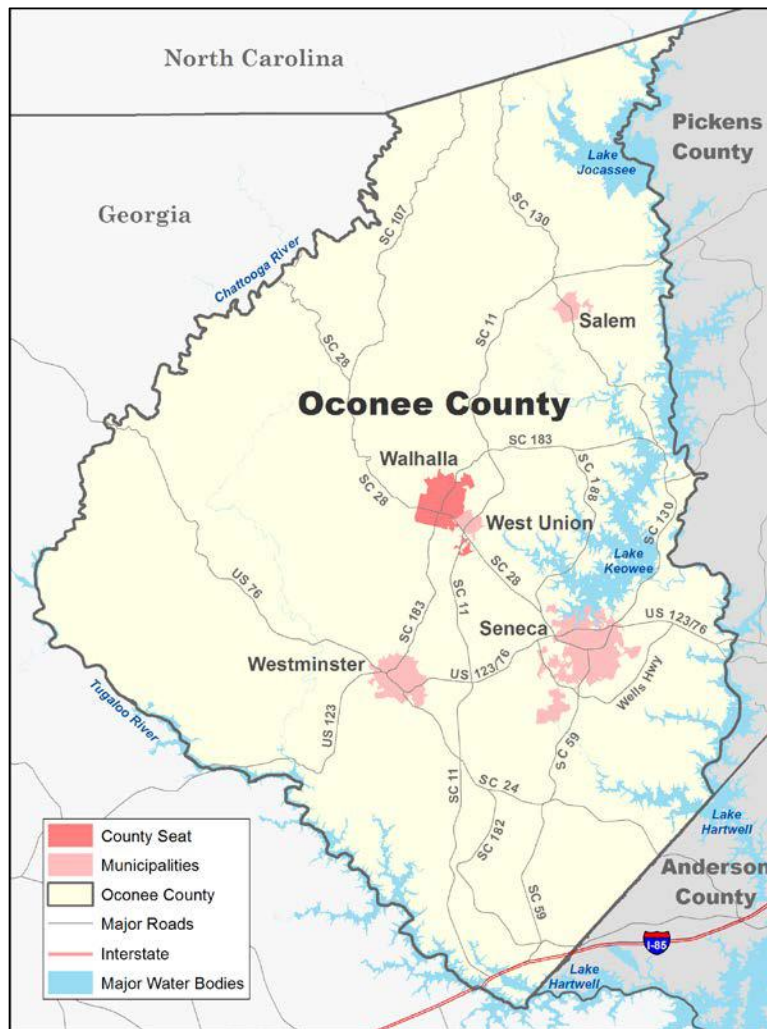 North Carolina
Pickens
County
Lake
Jocassee
Georgia
SC 107
SC 130
Chattooga River
Salem
SC 11
SC 28
Oconee County
SC 183
Walhalla
SC 188
SC 28
West Union
SC 130
Lake
Keowee
SC 28
US 76
SC 11
SC 183
Seneca
US 123/76
Westminster
US 123/76
Wells Hwy
Tugaloo River
US 123
SC 59
SC 11
SC 24
SC 182
Lake
Hartwell
Anderson
County
SC 59
I-85
Lake
Hartwell
County Seat
Municipalities
Oconee County
Major Roads
Interstate
Major Water Bodies